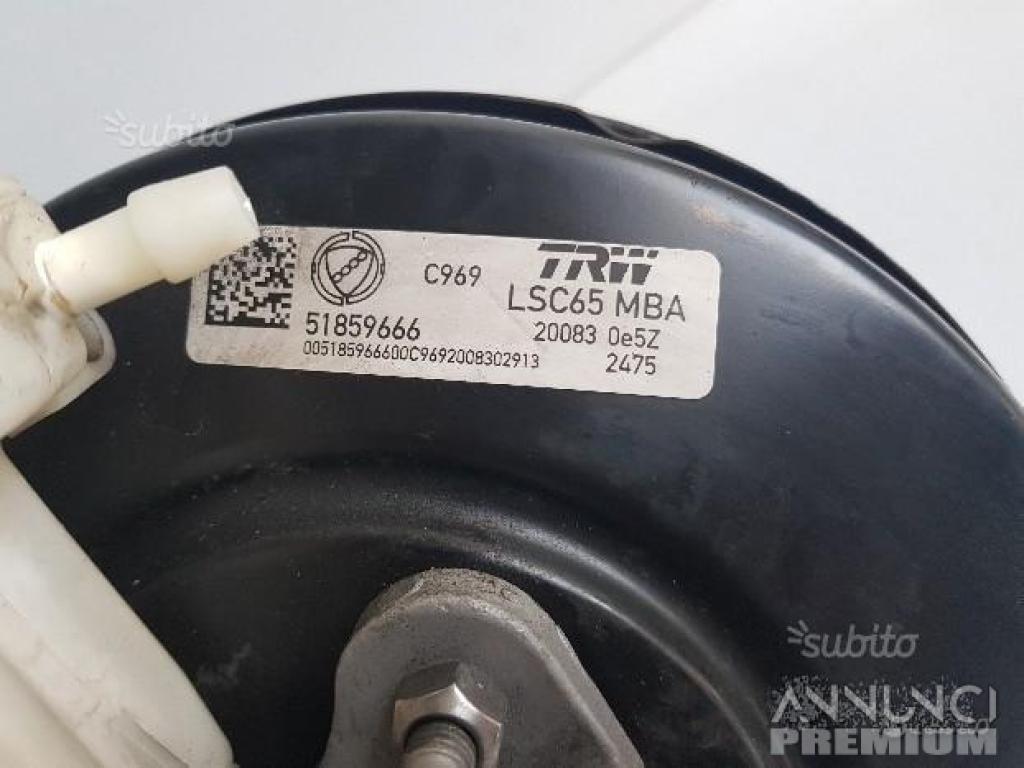 subito
C969
TRW
LSC65 MBA
51859666
20083 0e5Z
005185966600C9692008302913
2475
subito
ANNUNCI
PREMIUM